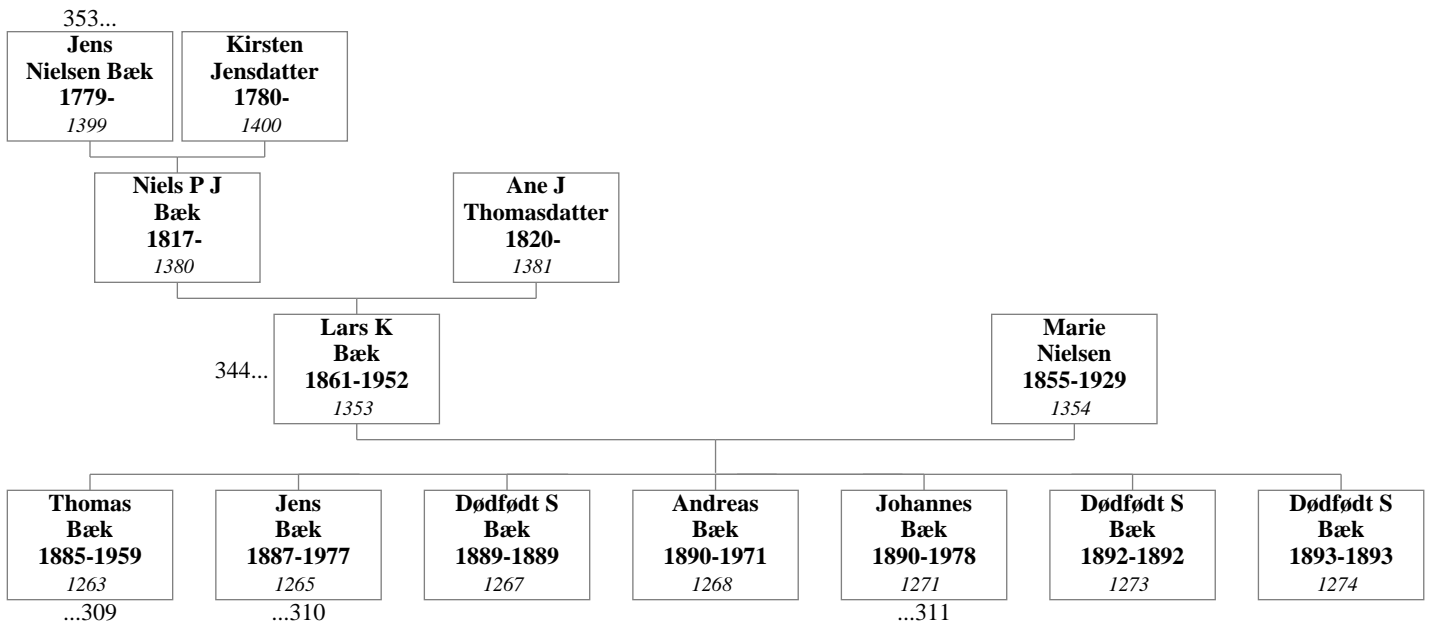 353...
Jens
Nielsen Bæk
1779-
1399
Kirsten
Jensdatter
1780-
1400
Niels P J
Bæk
1817-
1380
Ane J
Thomasdatter
1820-
1381
344...
Lars K
Bæk
1861-1952
1353
Marie
Nielsen
1855-1929
1354
Thomas
Bæk
1885-1959
1263
...309
Jens
Bæk
1887-1977
1265
...310
Dødfødt S
Bæk
1889-1889
1267
Andreas
Bæk
1890-1971
1268
Johannes
Bæk
1890-1978
1271
...311
Dødfødt S
Bæk
1892-1892
1273
Dødfødt S
Bæk
1893-1893
1274